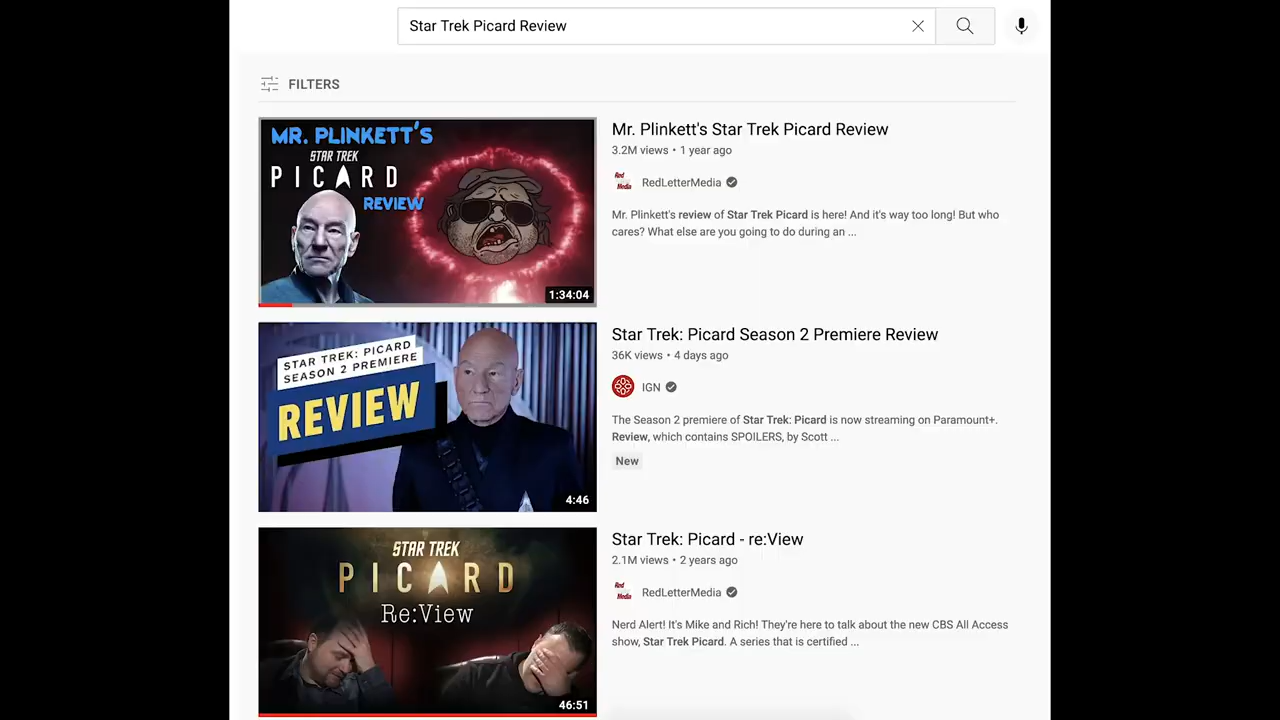 Star Trek Picard Review
FILTERS
MR. PLINKETT'S
STAR TREK
PICARD
REVIEW
1:34:04
Mr. Plinkett's Star Trek Picard Review
3.2M views • 1 year ago
Red
Media
RedLetterMedia
Mr. Plinkett's review of Star Trek Picard is here! And it's way too long! But who
cares? What else are you going to do during an ...
STAR TREK: PICARD
SEASON 2 PREMIERE
REVIEW
4:46
Star Trek: Picard Season 2 Premiere Review
36K views • 4 days ago
IGN
The Season 2 premiere of Star Trek: Picard is now streaming on Paramount+.
Review, which contains SPOILERS, by Scott ...
New
STAR TREK
PICARD
Re:View
46:51
Star Trek: Picard - re:View
2.1M views • 2 years ago
Red
Media
RedLetterMedia
Nerd Alert! It's Mike and Rich! They're here to talk about the new CBS All Access
show, Star Trek Picard. A series that is certified ...